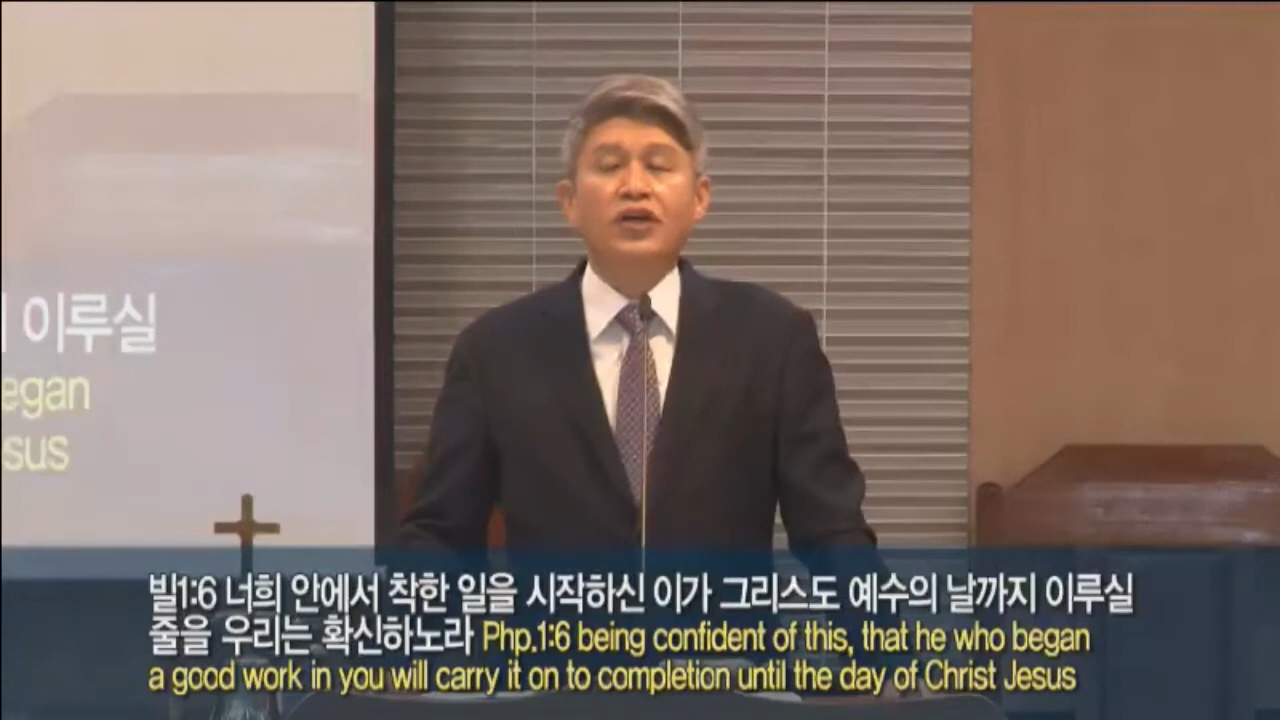 이루실
egan
sus
빌1:6 너희 안에서 착한 일을 시작하신 이가 그리스도 예수의 날까지 이루실
줄을 우리는 확신하노라 Php.1:6 being confident of this, that he who began
a good work in you will carry it on to completion until the day of Christ Jesus